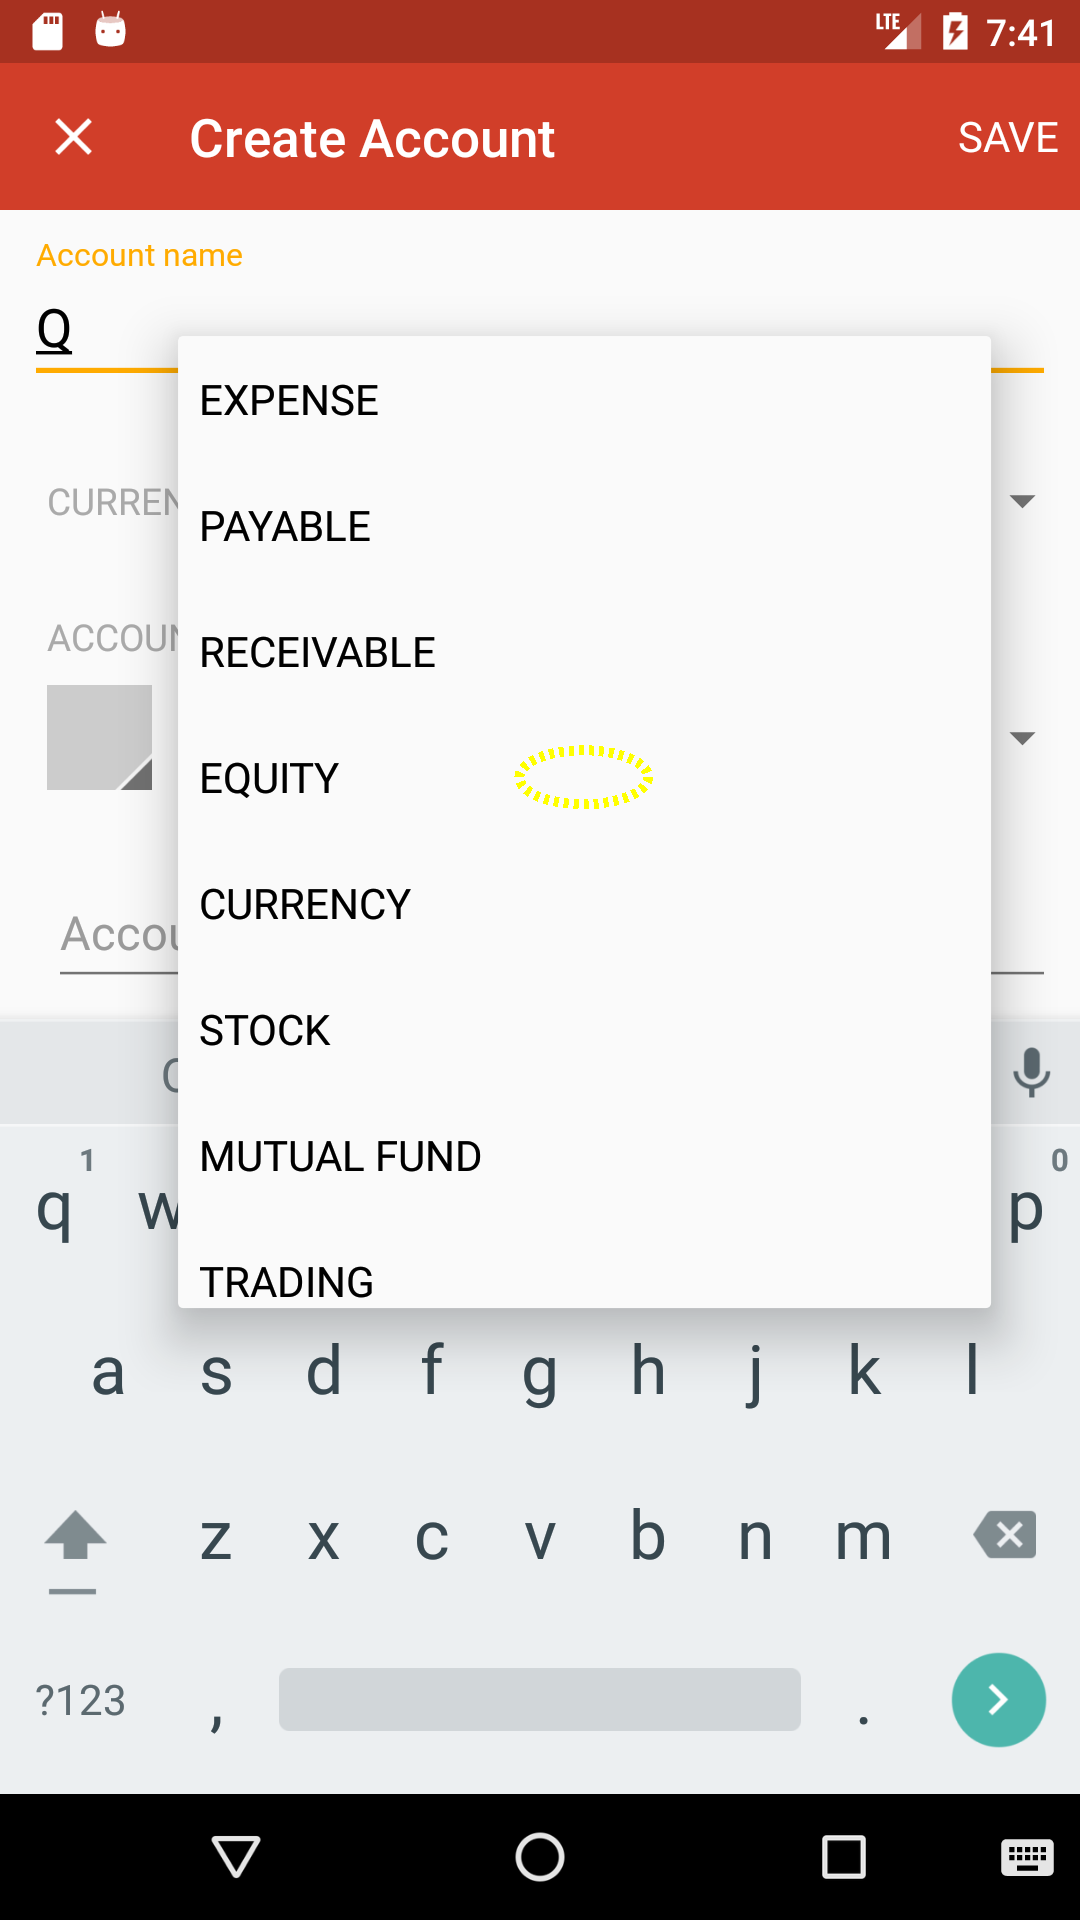 LTE 7:41
Create Account SAVE
Account name
Q
EXPENSE
CURREN
PAYABLE
ACCOUN
RECEIVABLE
EQUITY
CURRENCY
Accou
STOCK
MUTUAL FUND
1 0
q w p
TRADING
a s d f g h j k l
z x c v b n m
?123 , .